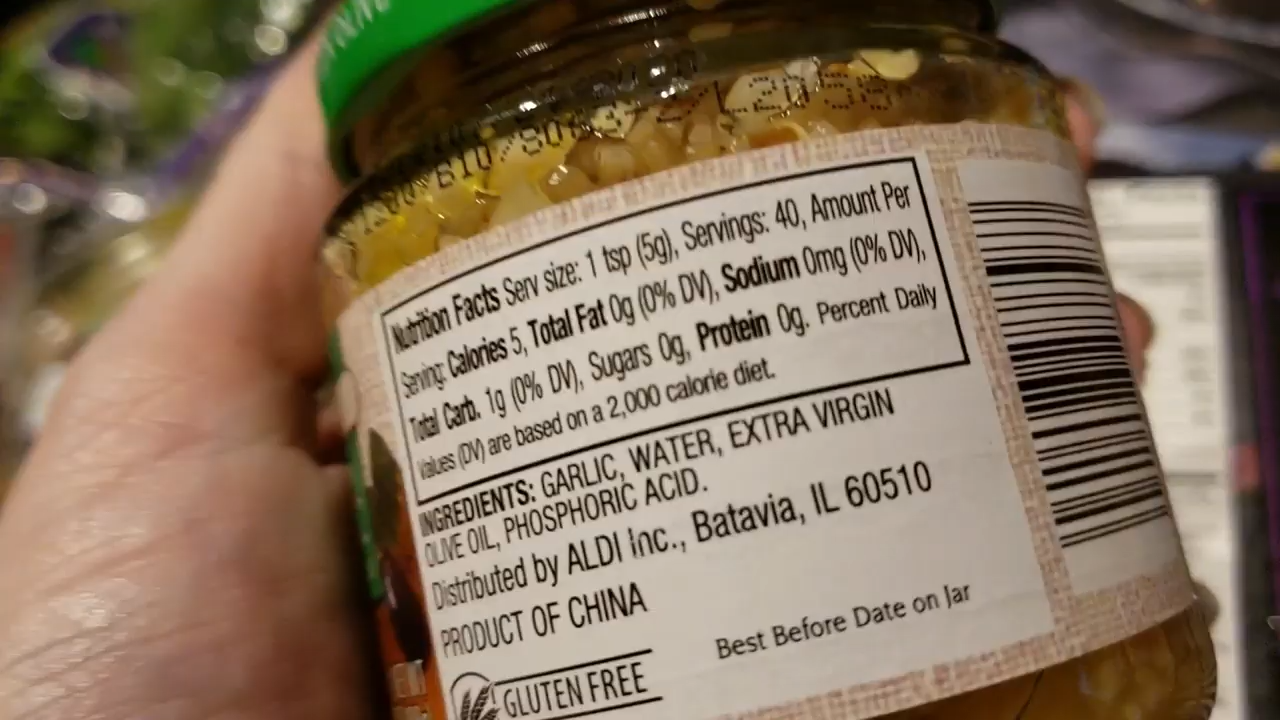 Nutrition Facts Serv size: 1 tsp (5g), Servings: 40, Amount Per
Serving: Calories 5, Total Fat 0g (0% DV), Sodium 0mg (0% DV),
Total Carb. 1g (0% DV), Sugars 0g, Protein 0g. Percent Daily
Values (DV) are based on a 2,000 calorie diet.
INGREDIENTS: GARLIC, WATER, EXTRA VIRGIN
OLIVE OIL, PHOSPHORIC ACID.
Distributed by ALDI Inc., Batavia, IL 60510
PRODUCT OF CHINA
Best Before Date on Jar
GLUTEN FREE